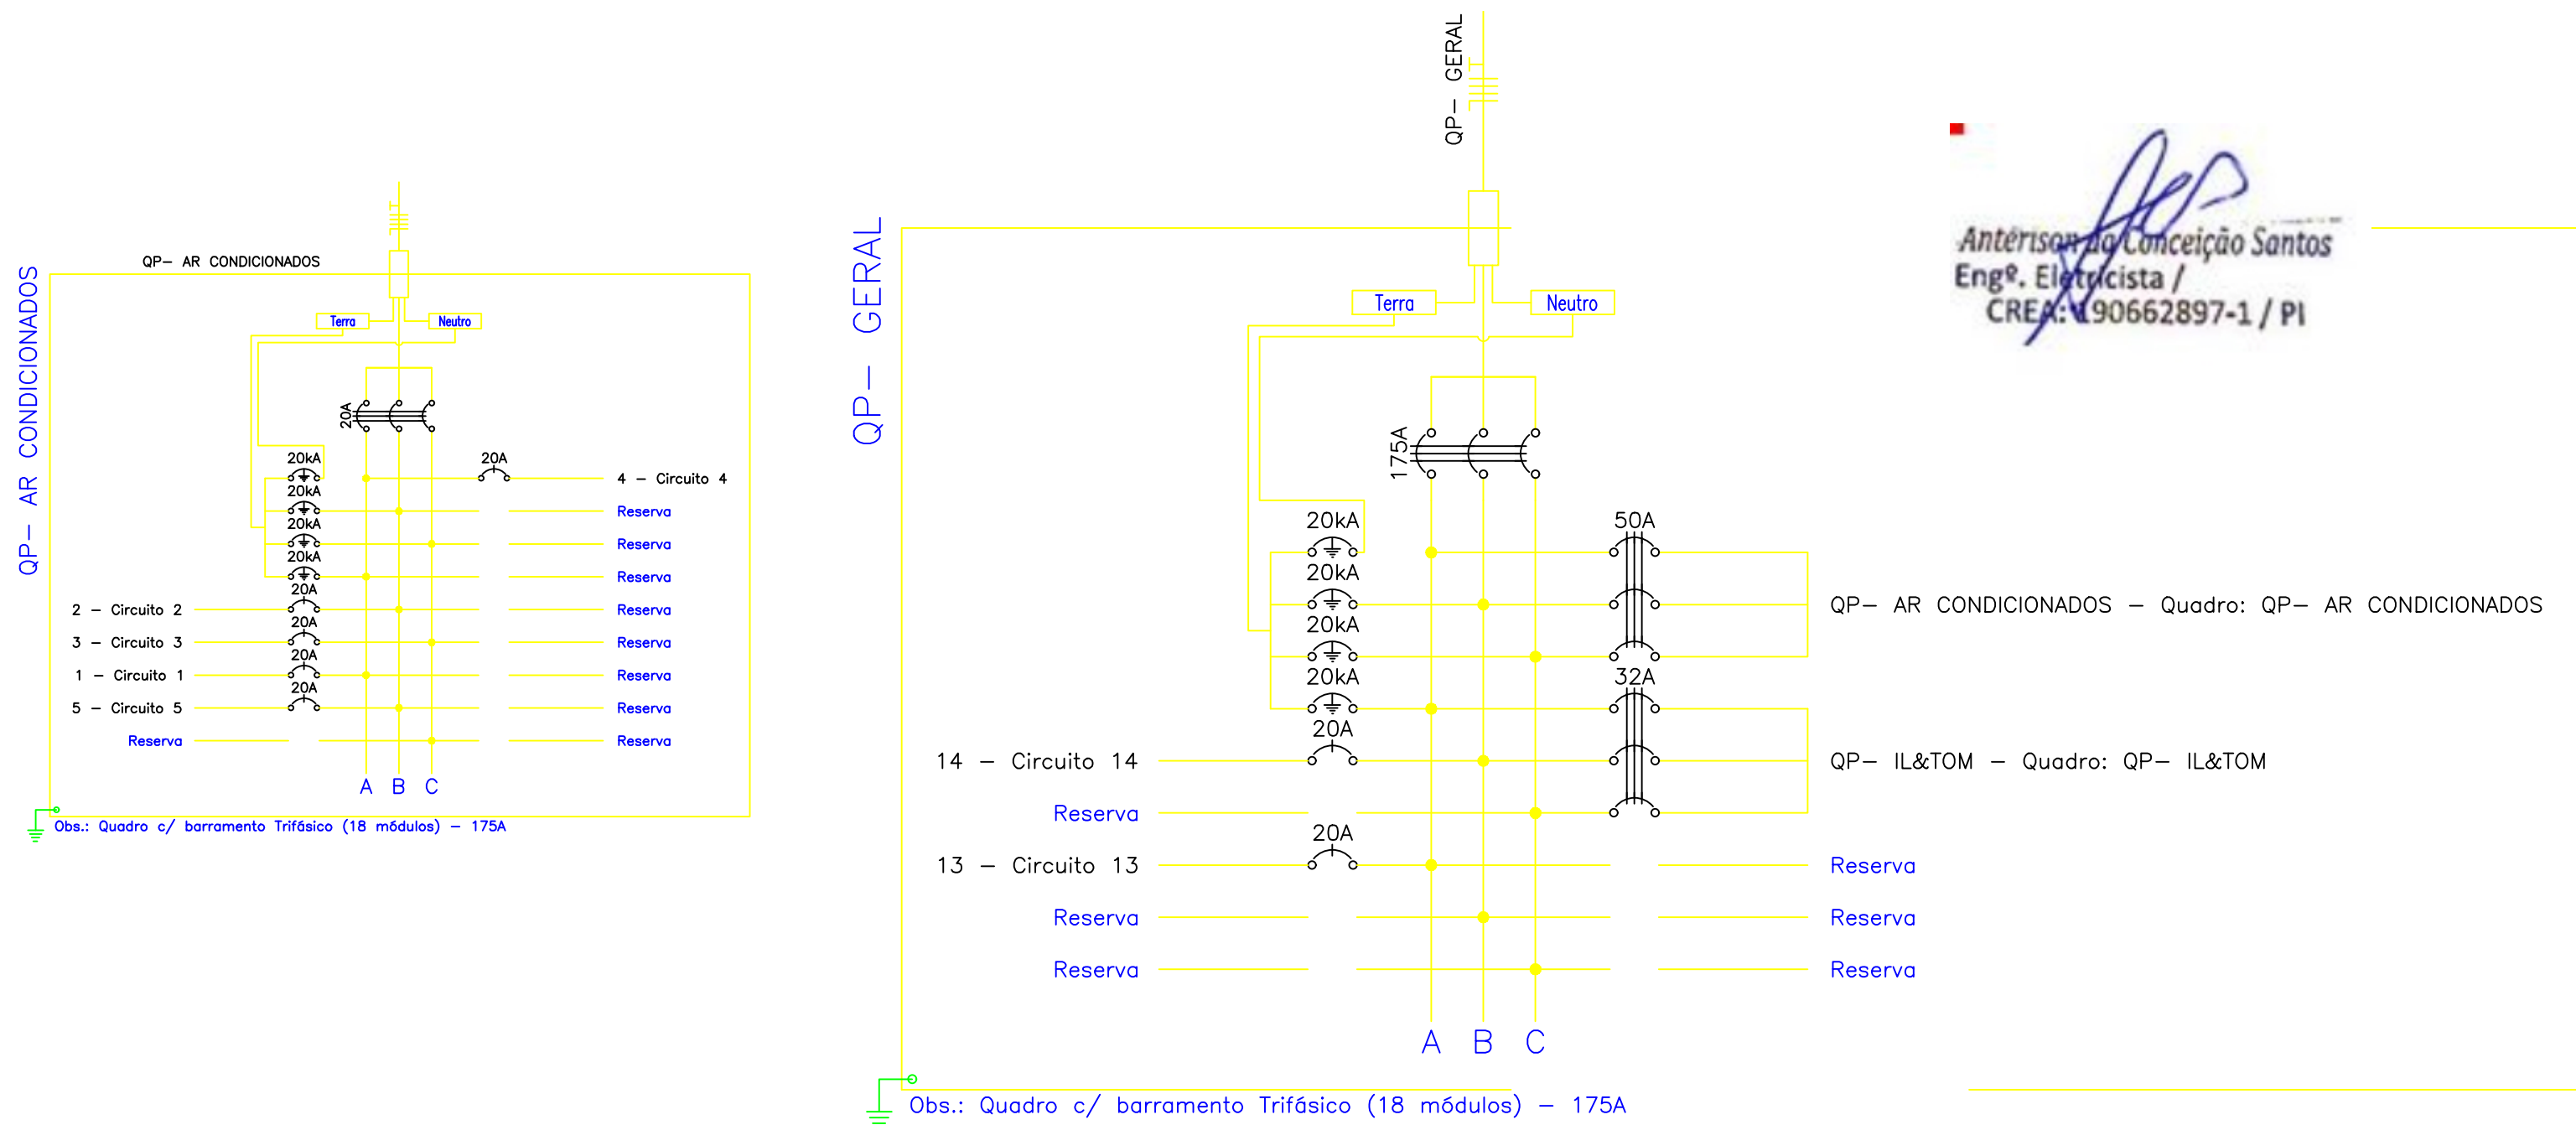 QP- AR CONDICIONADOS
QP- AR CONDICIONADOS
Terra
Neutro
20A
20kA
20A
4 - Circuito 4
20kA
Reserva
20kA
Reserva
20kA
Reserva
20A
2 - Circuito 2
Reserva
20A
3 - Circuito 3
Reserva
20A
1 - Circuito 1
Reserva
20A
5 - Circuito 5
Reserva
Reserva
Reserva
A B C
Obs.: Quadro c/ barramento Trifásico (18 módulos) - 175A
QP- GERAL
QP- GERAL
Terra
Neutro
175A
20kA
50A
20kA
QP- AR CONDICIONADOS - Quadro: QP- AR CONDICIONADOS
20kA
20kA
32A
20A
14 - Circuito 14
QP- IL&TOM - Quadro: QP- IL&TOM
Reserva
20A
13 - Circuito 13
Reserva
Reserva
Reserva
Reserva
Reserva
A B C
Obs.: Quadro c/ barramento Trifásico (18 módulos) - 175A
Antérison da Conceição Santos
Engº. Eletricista /
CREA: 190662897-1 / PI